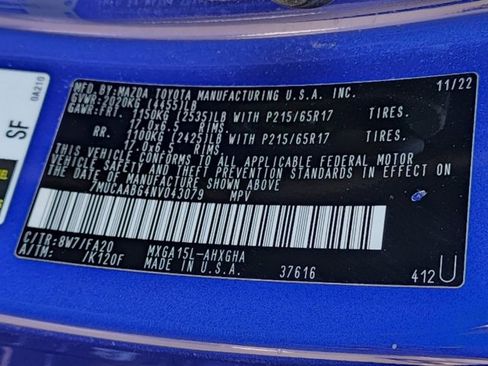 MFD.BY:MAZDA TOYOTA MANUFACTURING U.S.A. INC. 11/22
GVWR:2020KG (4455)LB
GAWR:FRT. 1150KG (2535)LB WITH P215/65R17 TIRES.
17.0x6.5 RIMS.
RR. 1100KG (2425)LB WITH P215/65R17 TIRES.
17.0x6.5 RIMS
THIS VEHICLE CONFORMS TO ALL APPLICABLE FEDERAL MOTOR
VEHICLE SAFETY AND THEFT PREVENTION STANDARDS IN EFFECT ON
THE DATE OF MANUFACTURE SHOWN ABOVE.
7MUCAABG4NV043079 MPV
C/TR:8W7/FA20 MXGA15L-AHXGHA
A/TM: /K120F MADE IN U.S.A. 37616 412U
0A210
SF